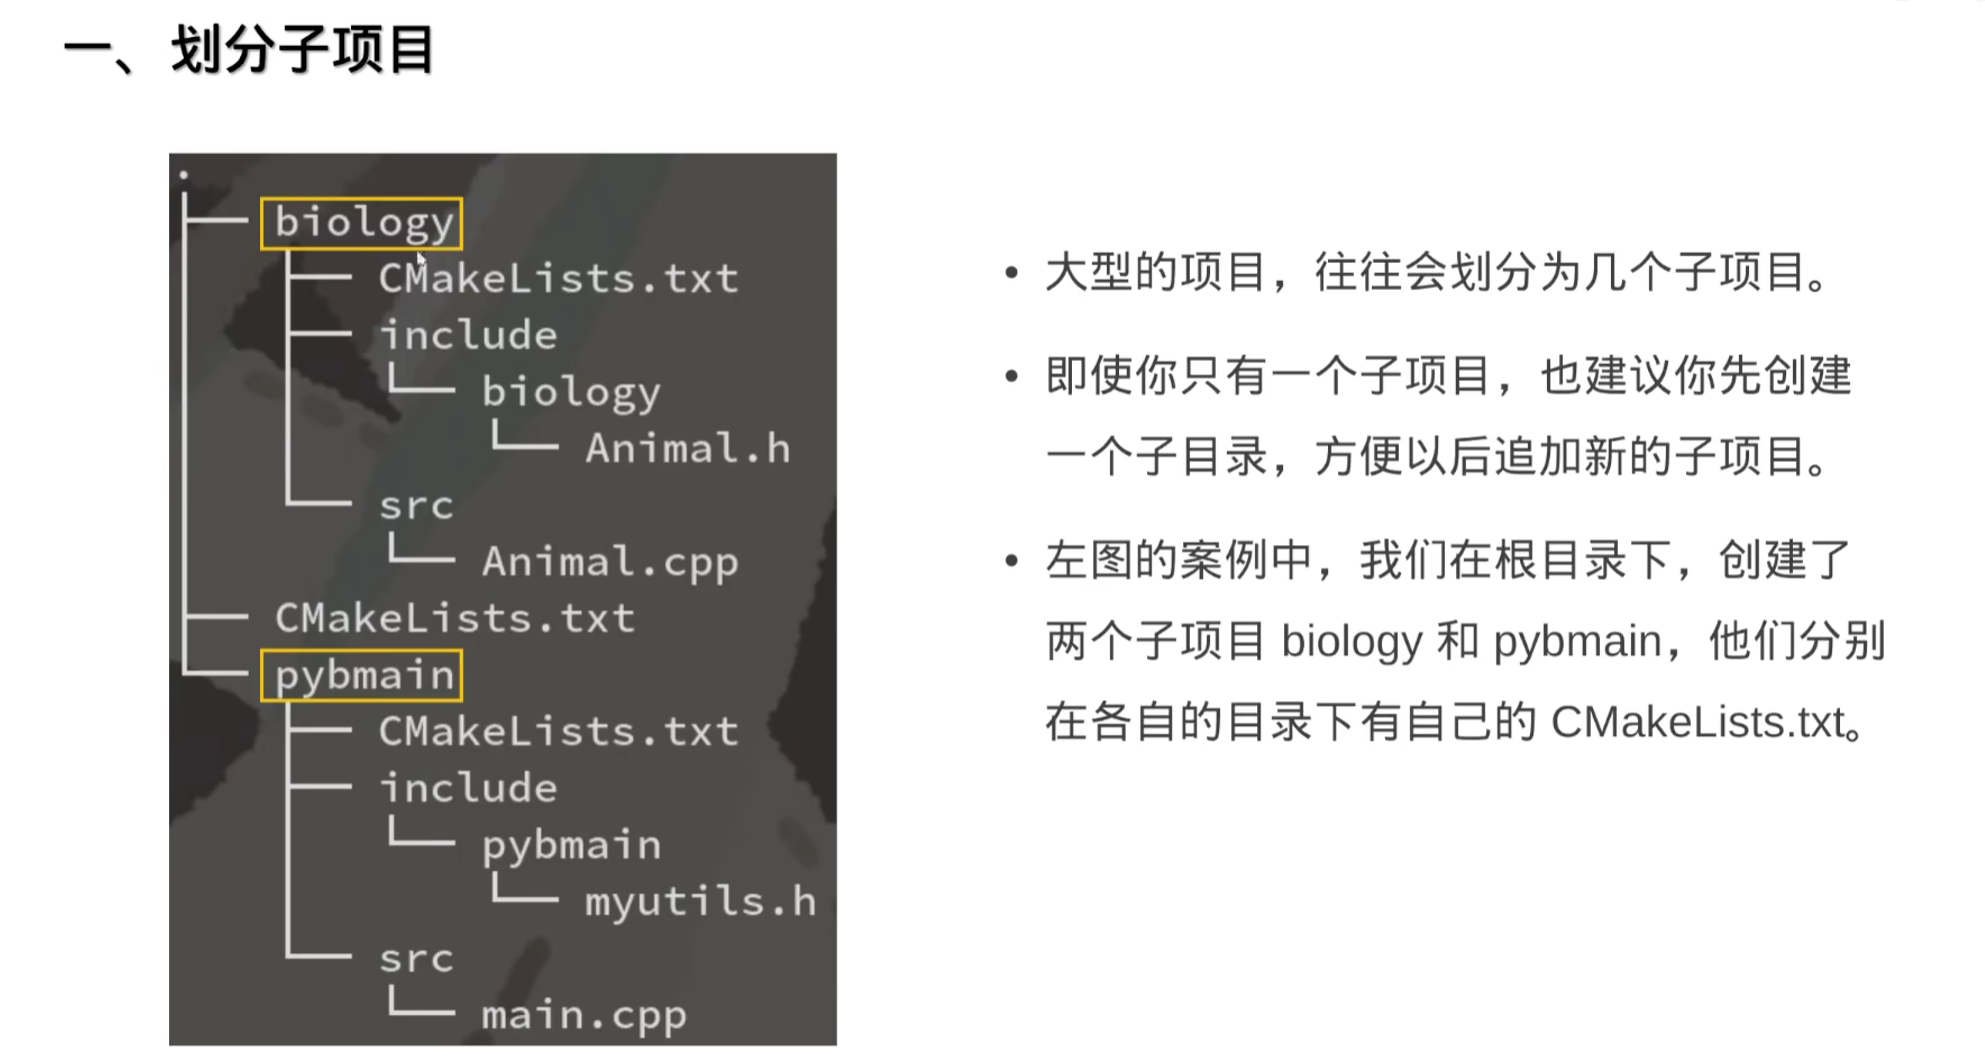 一、划分子项目
.
├── biology
│   ├── CMakeLists.txt
│   ├── include
│   │   └── biology
│   │       └── Animal.h
│   └── src
│       └── Animal.cpp
├── CMakeLists.txt
└── pybmain
    ├── CMakeLists.txt
    ├── include
    │   └── pybmain
    │       └── myutils.h
    └── src
        └── main.cpp
• 大型的项目，往往会划分为几个子项目。
• 即使你只有一个子项目，也建议你先创建
一个子目录，方便以后追加新的子项目。
• 左图的案例中，我们在根目录下，创建了
两个子项目 biology 和 pybmain，他们分别
在各自的目录下有自己的 CMakeLists.txt。